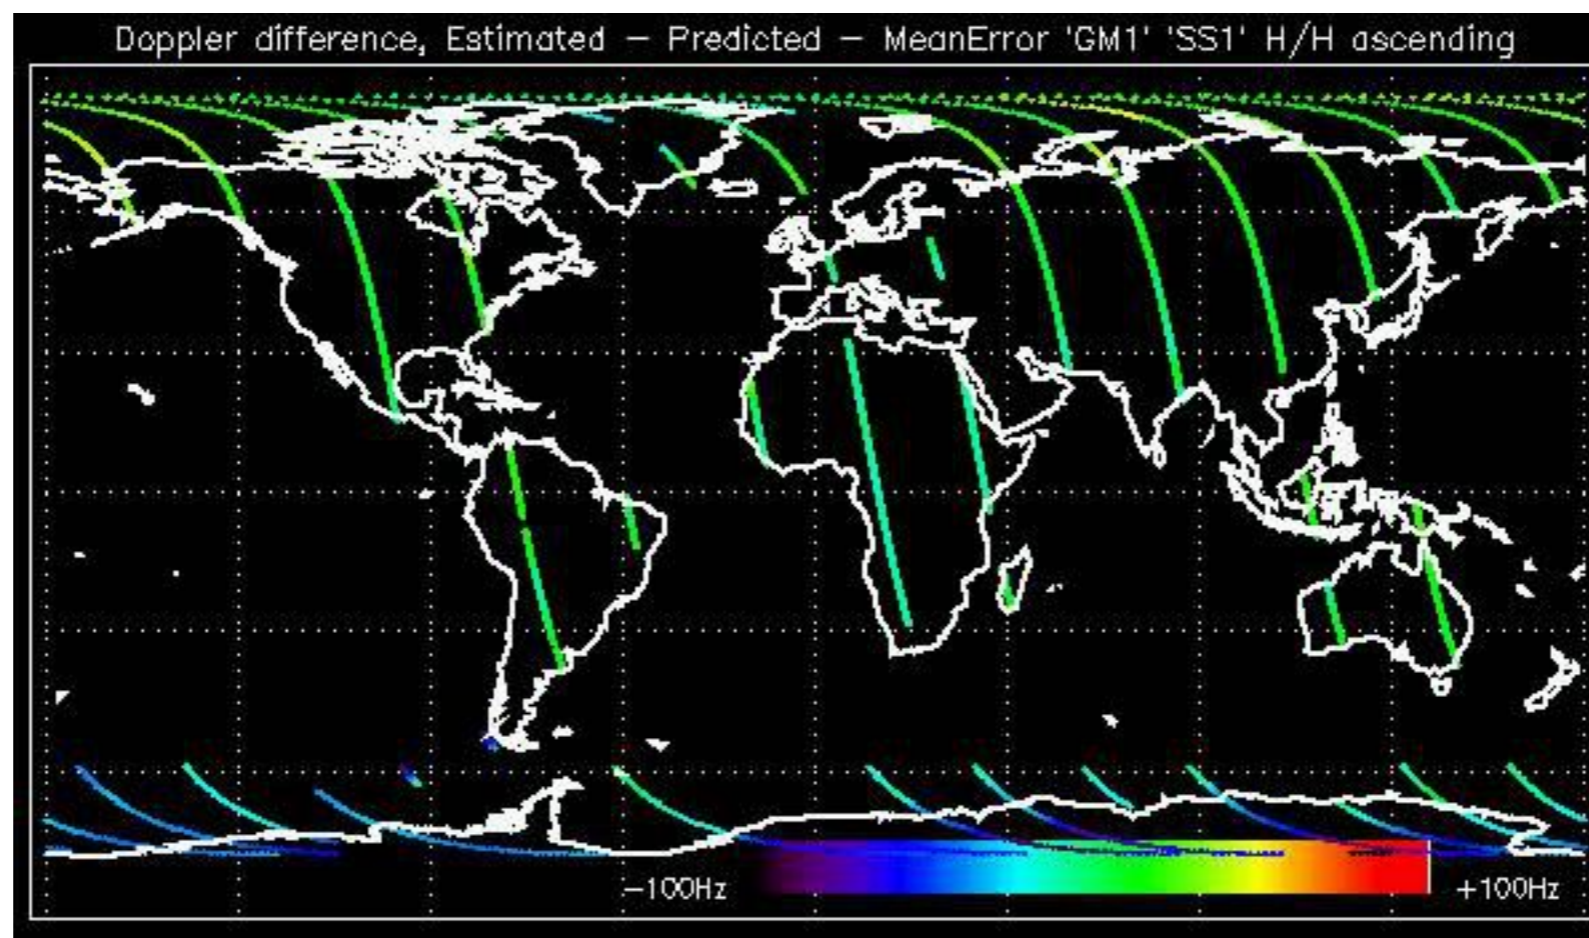 Doppler difference, Estimated — Predicted — MeanError 'GM1' 'SS1' H/H ascending
—100Hz +100Hz